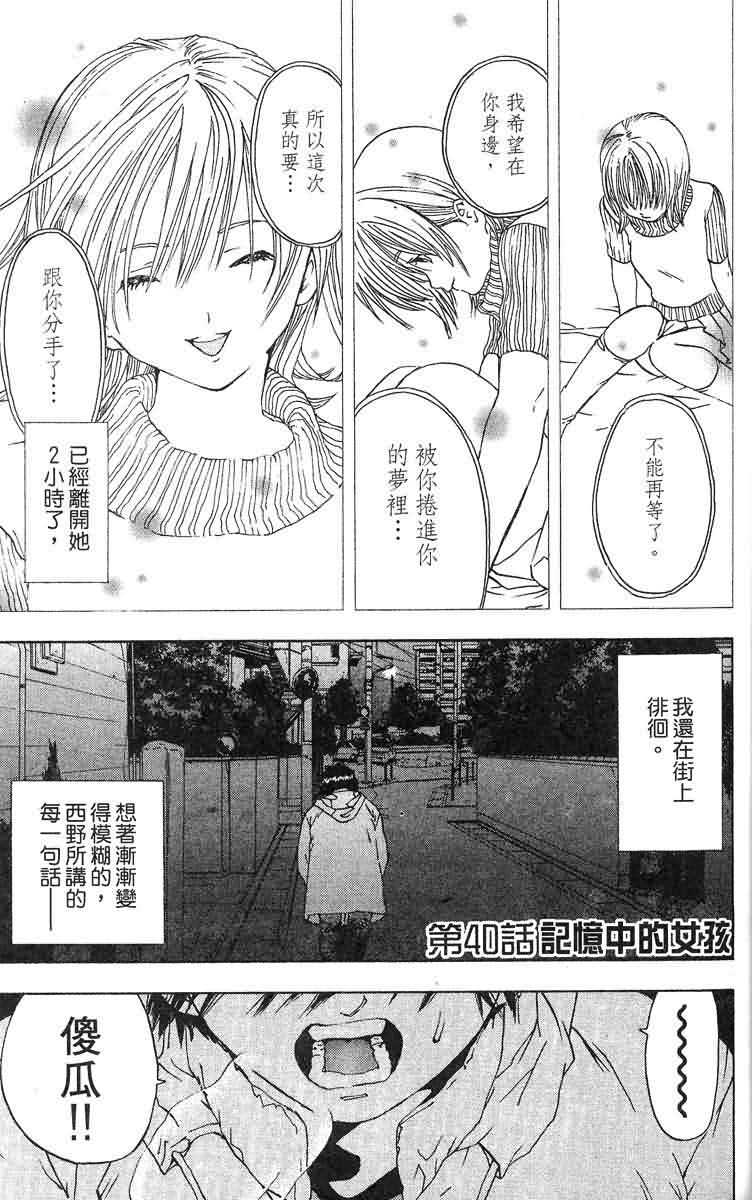 不能再等了。
我希望在
你身邊，
被你捲進你
的夢裡…
所以這次
真的要…
跟你分手了…
已經離開她
2小時了，
我還在街上
徘徊。
想著漸漸變
得模糊的，
西野所講的
每一句話——
第40話 記憶中的女孩
傻瓜!!